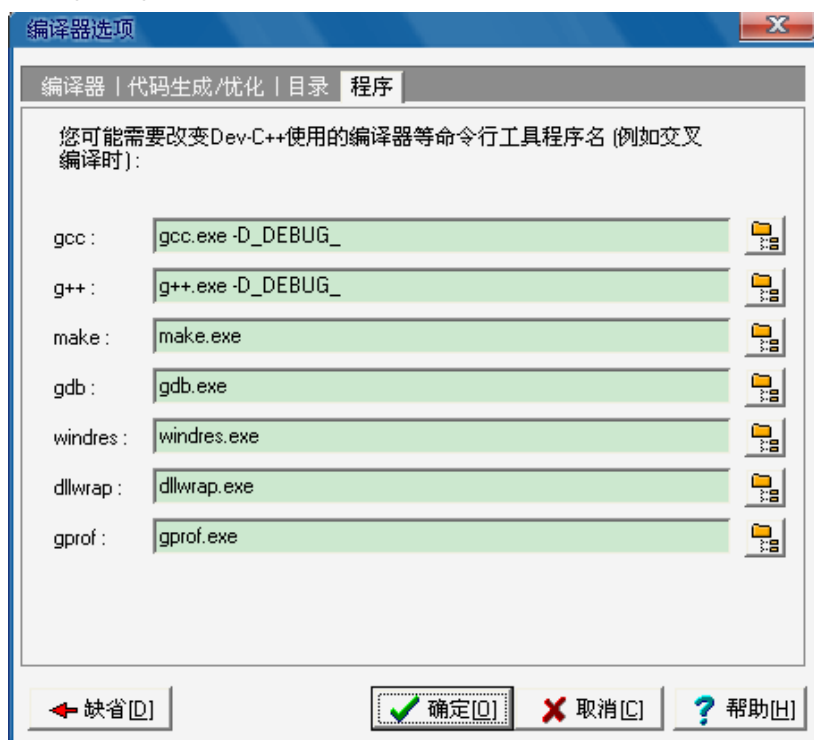 编译器选项
编译器 | 代码生成/优化 | 目录 程序
您可能需要改变Dev-C++使用的编译器等命令行工具程序名 (例如交叉
编译时):
gcc : gcc.exe -D_DEBUG_
g++ : g++.exe -D_DEBUG_
make : make.exe
gdb : gdb.exe
windres : windres.exe
dllwrap : dllwrap.exe
gprof : gprof.exe
缺省[D] 确定[O] 取消[C] 帮助[H]